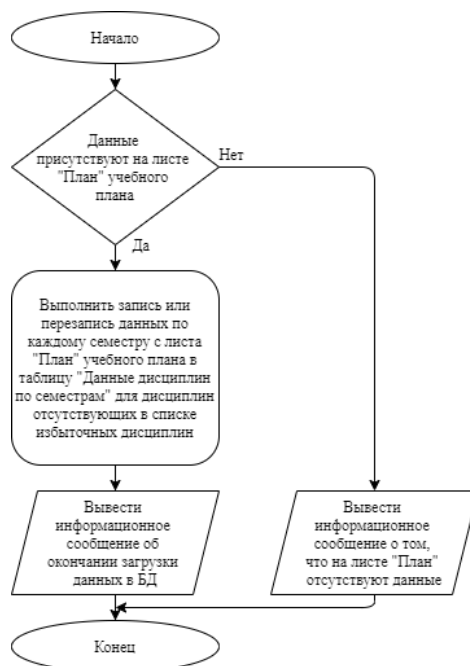 Начало
Данные
присутствуют на листе
"План" учебного
плана
Нет
Да
Выполнить запись или
перезапись данных по
каждому семестру с листа
"План" учебного плана в
таблицу "Данные дисциплин
по семестрам" для дисциплин
отсутствующих в списке
избыточных дисциплин
Вывести
информационное
сообщение об
окончании загрузки
данных в БД
Вывести
информационное
сообщение о том,
что на листе "План"
отсутствуют данные
Конец